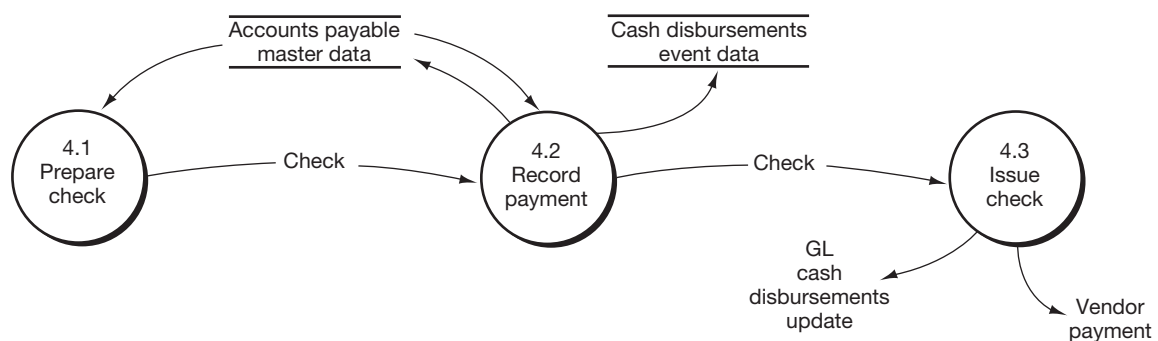 Accounts payable
master data
Cash disbursements
event data
4.1
Prepare
check
Check
4.2
Record
payment
Check
4.3
Issue
check
GL
cash
disbursements
update
Vendor
payment